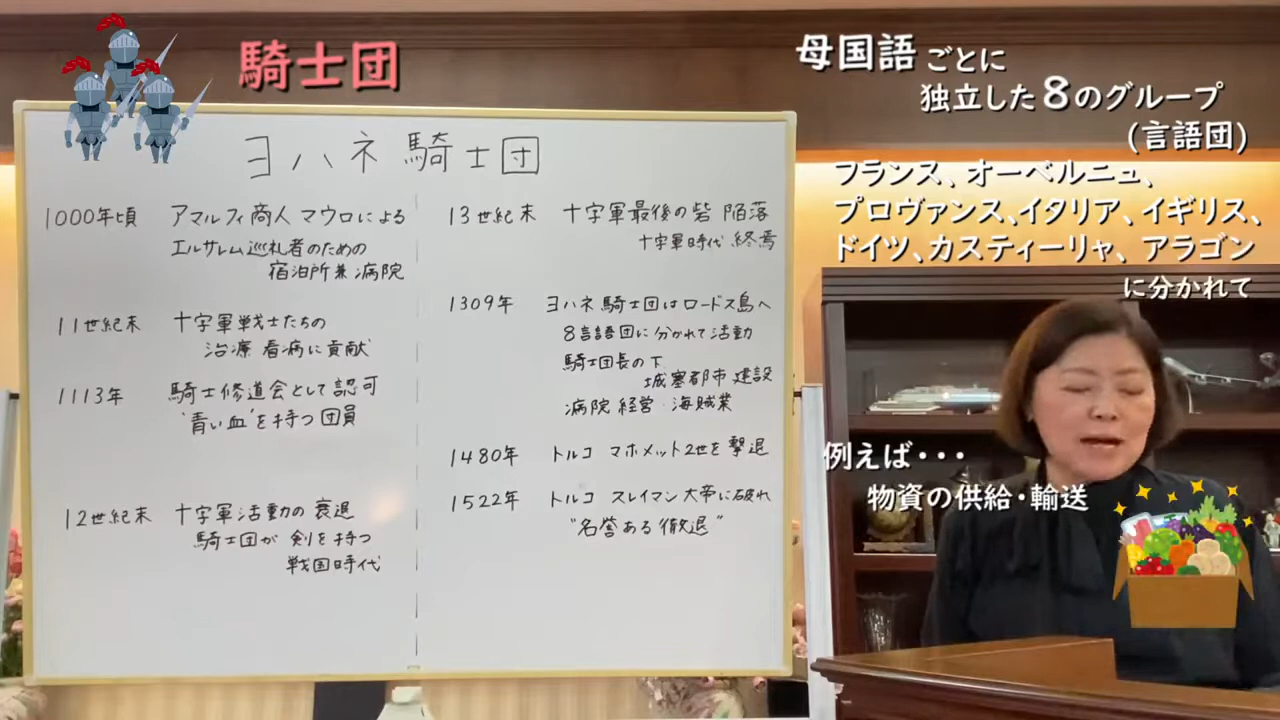 騎士団
ヨハネ騎士団
1000年頃 アマルフィ商人 マウロによる
エルサレム巡礼者のための
宿泊所兼病院
11世紀末 十字軍戦士たちの
治療 看病に貢献
1113年 騎士修道会として認可
"青い血"を持つ団員
12世紀末 十字軍活動の衰退
騎士団が 剣を持つ
戦国時代
13世紀末 十字軍最後の砦 陥落
十字軍時代 終焉
1309年 ヨハネ騎士団はロードス島へ
8言語団に分かれて活動
騎士団長の下
城塞都市 建設
病院 経営・海賊業
1480年 トルコ マホメット2世を撃退
1522年 トルコ スレイマン大帝に破れ
"名誉ある徹退"
母国語ごとに
独立した8のグループ
(言語団)
フランス、オーベルニュ、
プロヴァンス、イタリア、イギリス、
ドイツ、カスティーリャ、アラゴン
に分かれて
例えば・・・
物資の供給・輸送